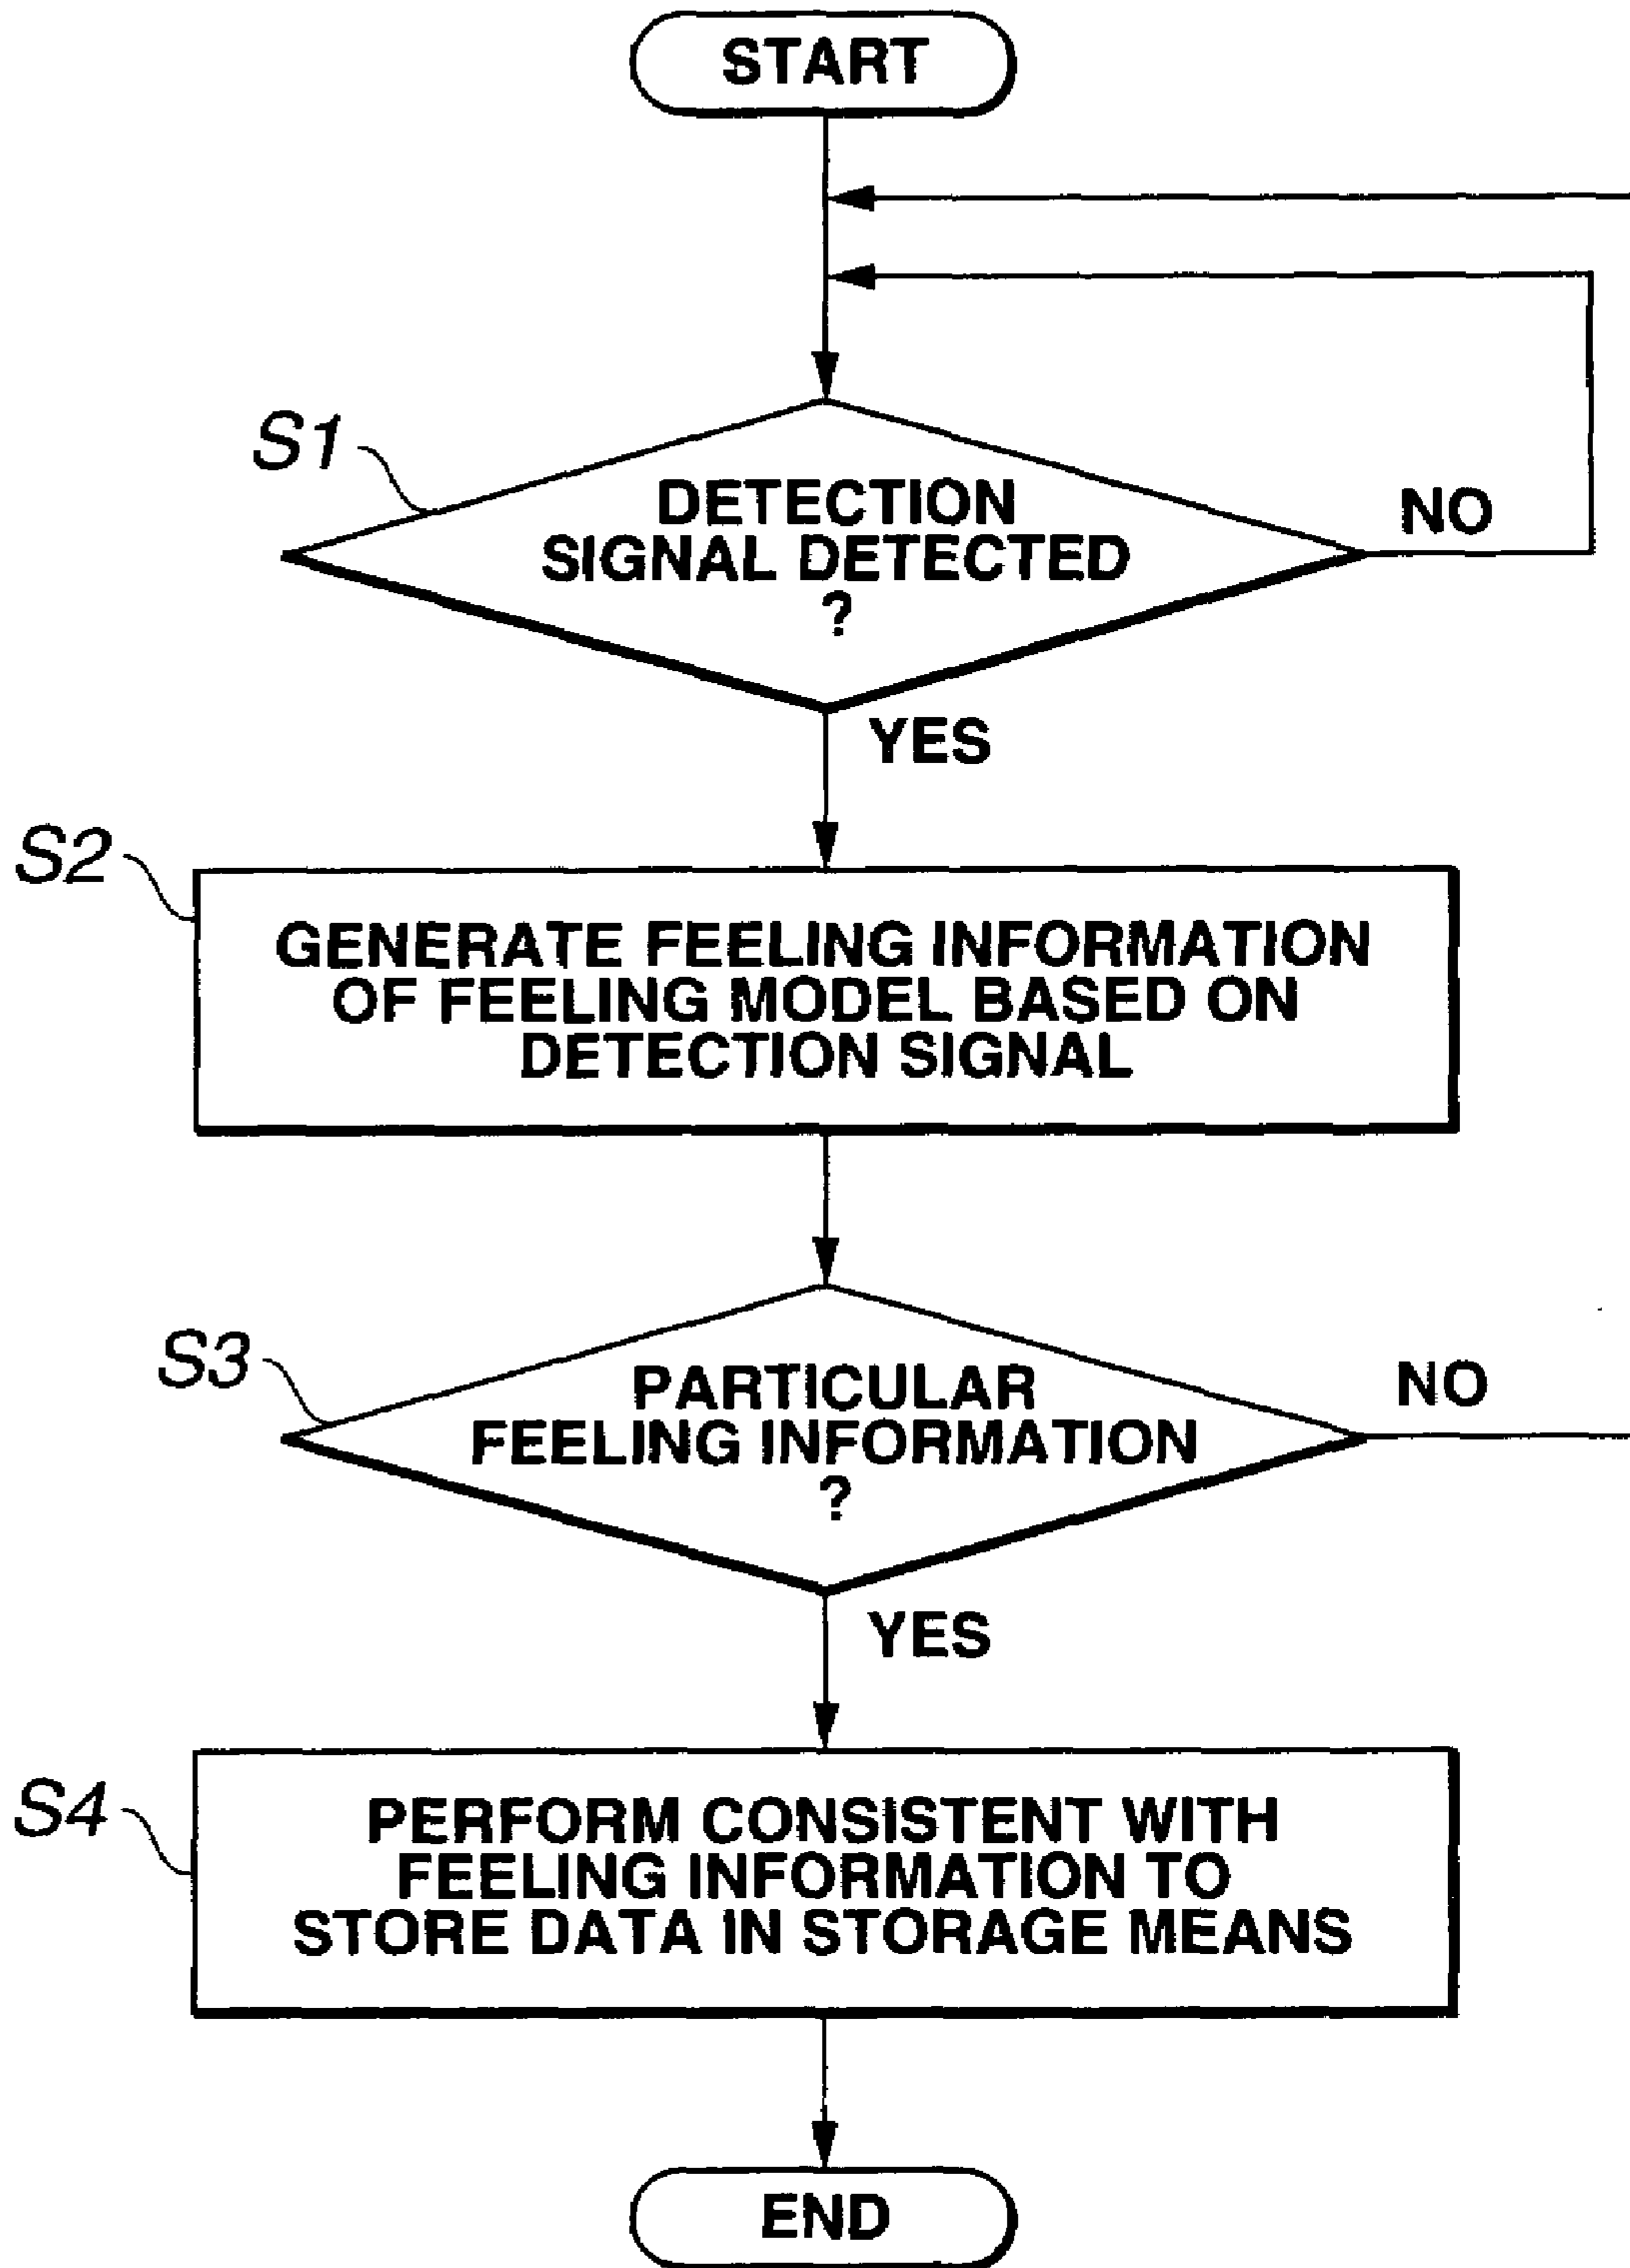 START
S1
DETECTION
SIGNAL DETECTED
?
NO
YES
S2
GENERATE FEELING INFORMATION
OF FEELING MODEL BASED ON
DETECTION SIGNAL
S3
PARTICULAR
FEELING INFORMATION
?
NO
YES
S4
PERFORM CONSISTENT WITH
FEELING INFORMATION TO
STORE DATA IN STORAGE MEANS
END